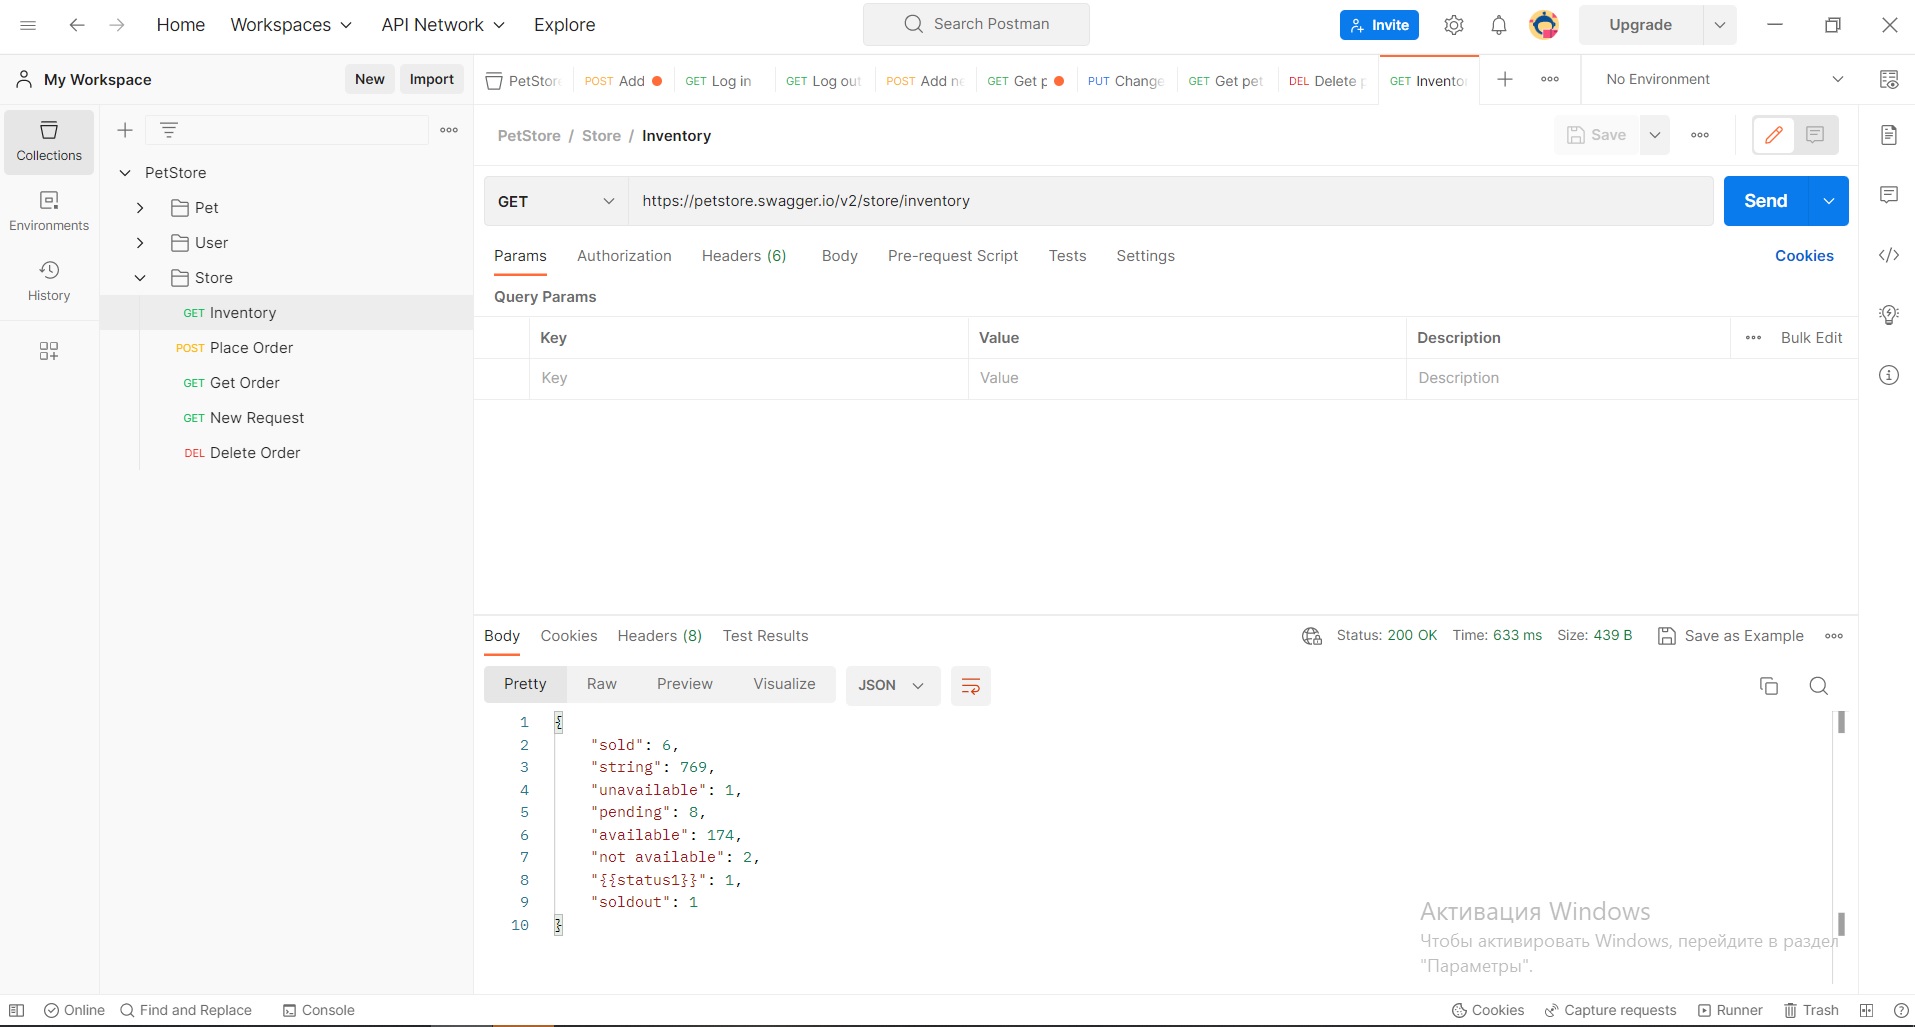 Home Workspaces API Network Explore Search Postman Invite Upgrade
My Workspace New Import
PetStore POST Add GET Log in GET Log out POST Add ne GET Get p PUT Change GET Get pet DEL Delete p GET Invento No Environment
Collections
Environments
History
PetStore
Pet
User
Store
GET Inventory
POST Place Order
GET Get Order
GET New Request
DEL Delete Order
PetStore / Store / Inventory Save
GET https://petstore.swagger.io/v2/store/inventory Send
Params Authorization Headers (6) Body Pre-request Script Tests Settings Cookies
Query Params
Key Value Description Bulk Edit
Key Value Description
Body Cookies Headers (8) Test Results Status: 200 OK Time: 633 ms Size: 439 B Save as Example
Pretty Raw Preview Visualize JSON
1 {
2 "sold": 6,
3 "string": 769,
4 "unavailable": 1,
5 "pending": 8,
6 "available": 174,
7 "not available": 2,
8 "{{status1}}": 1,
9 "soldout": 1
10 }
Активация Windows
Чтобы активировать Windows, перейдите в раздел
"Параметры".
Online Find and Replace Console Cookies Capture requests Runner Trash